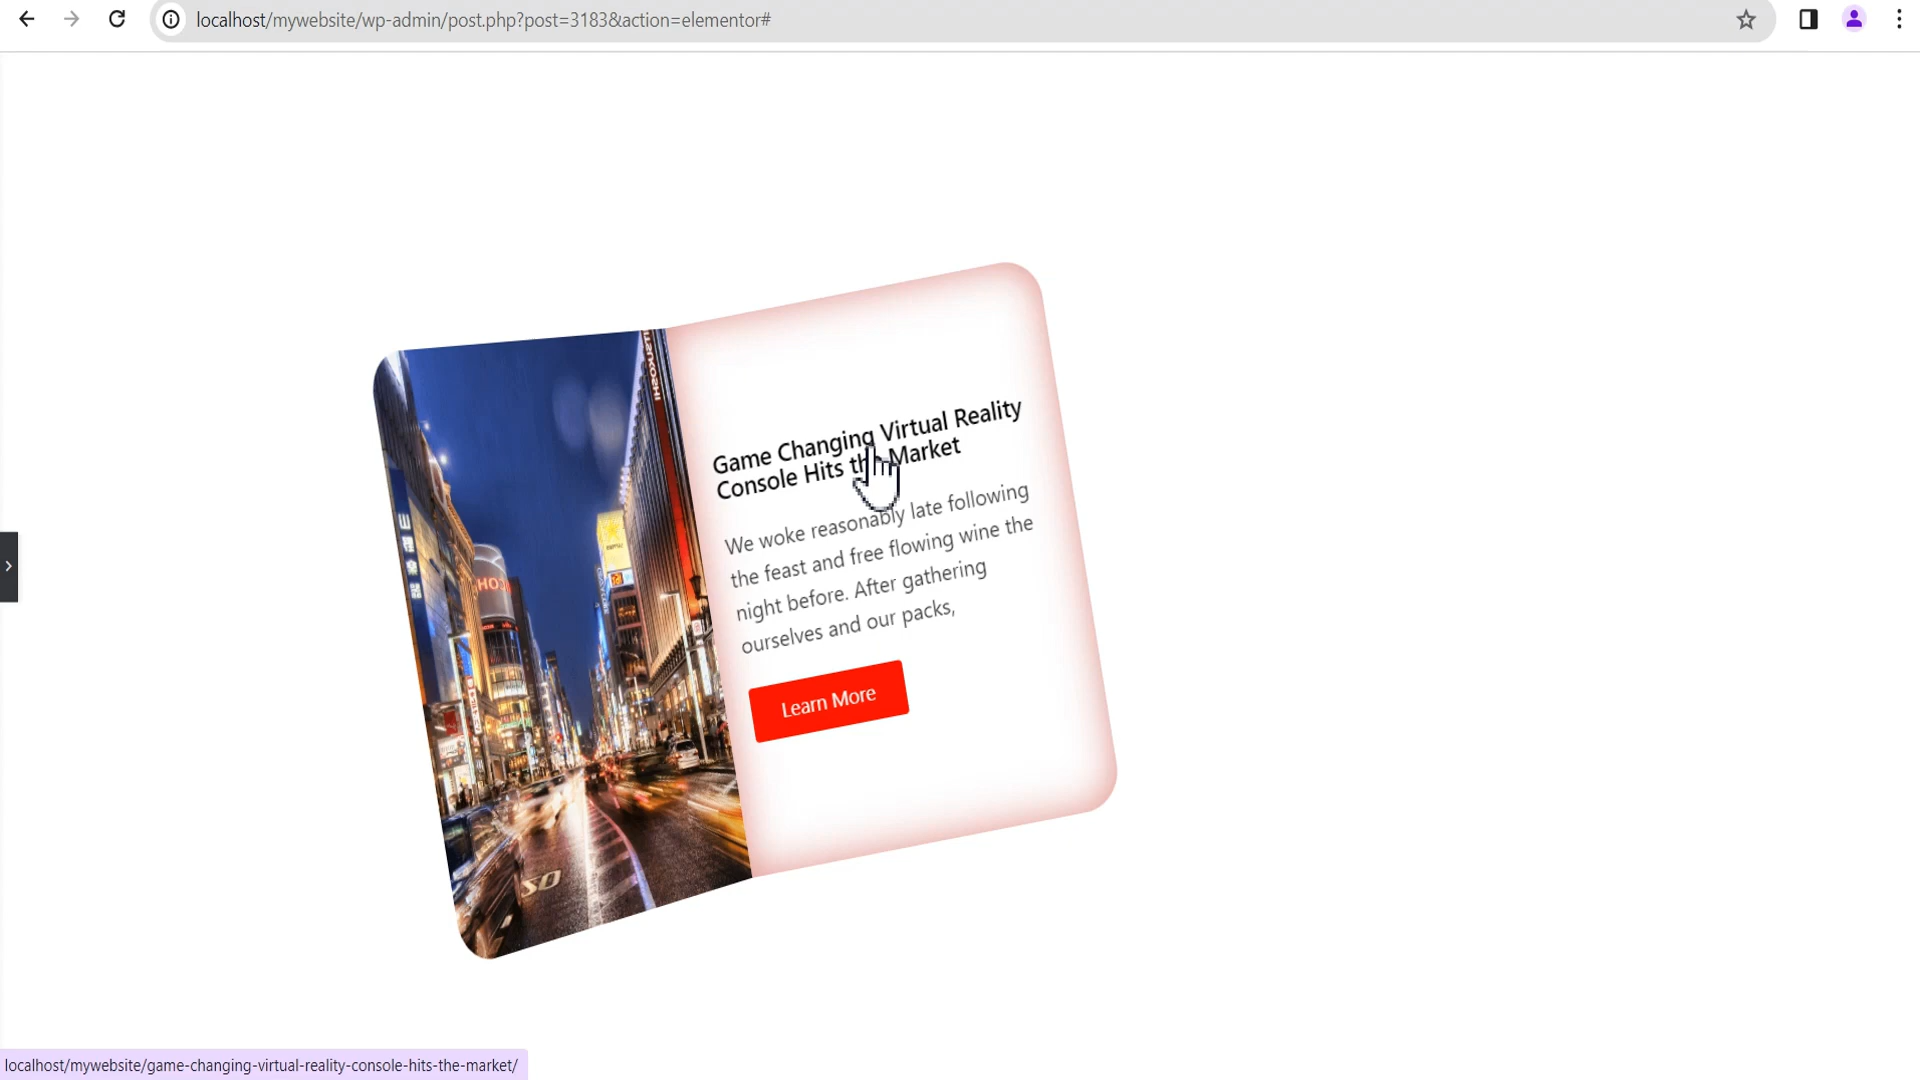 localhost/mywebsite/wp-admin/post.php?post=3183&action=elementor#
ITSUKOSHI
Game Changing Virtual Reality
Console Hits the Market
We woke reasonably late following
the feast and free flowing wine the
night before. After gathering
ourselves and our packs,
Learn More
localhost/mywebsite/game-changing-virtual-reality-console-hits-the-market/